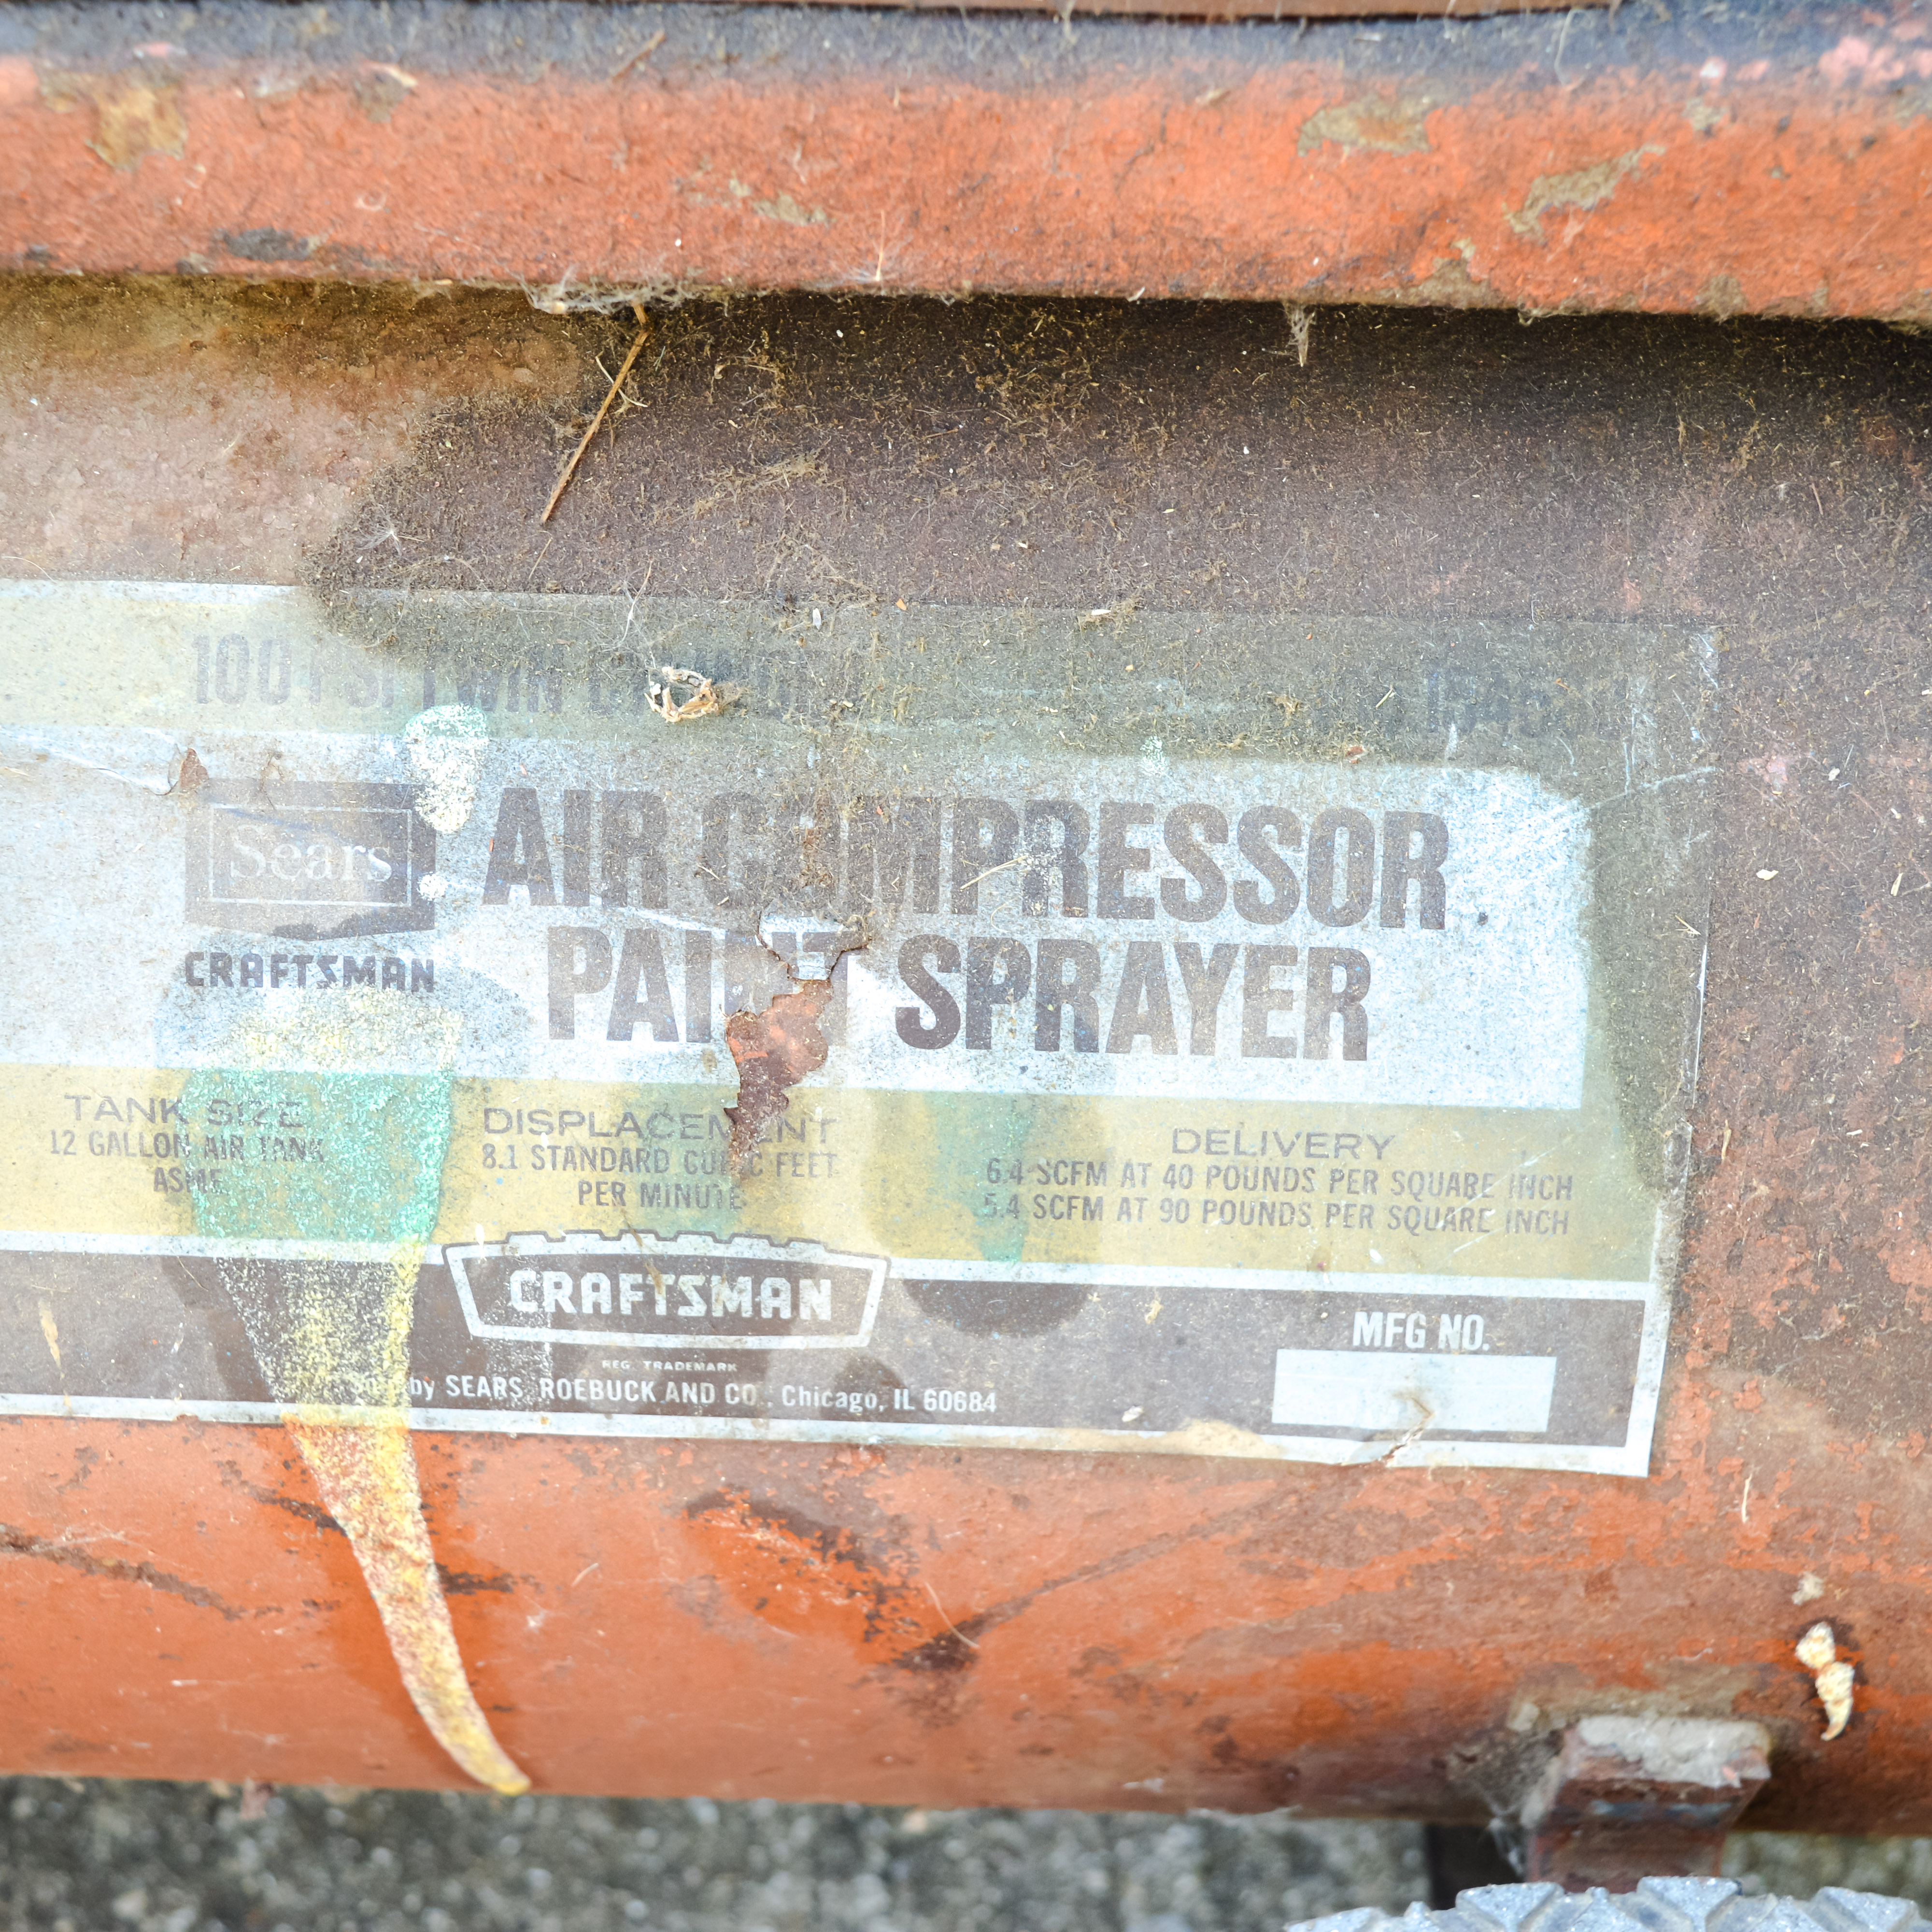 100 PSI TWIN
Sears
CRAFTSMAN
AIR COMPRESSOR
PAINT SPRAYER
TANK SIZE
12 GALLON AIR TANK
ASME
DISPLACEMENT
8.1 STANDARD CUBIC FEET
PER MINUTE
DELIVERY
6.4 SCFM AT 40 POUNDS PER SQUARE INCH
5.4 SCFM AT 90 POUNDS PER SQUARE INCH
CRAFTSMAN
REG. TRADEMARK
by SEARS, ROEBUCK AND CO., Chicago, IL 60684
MFG NO.